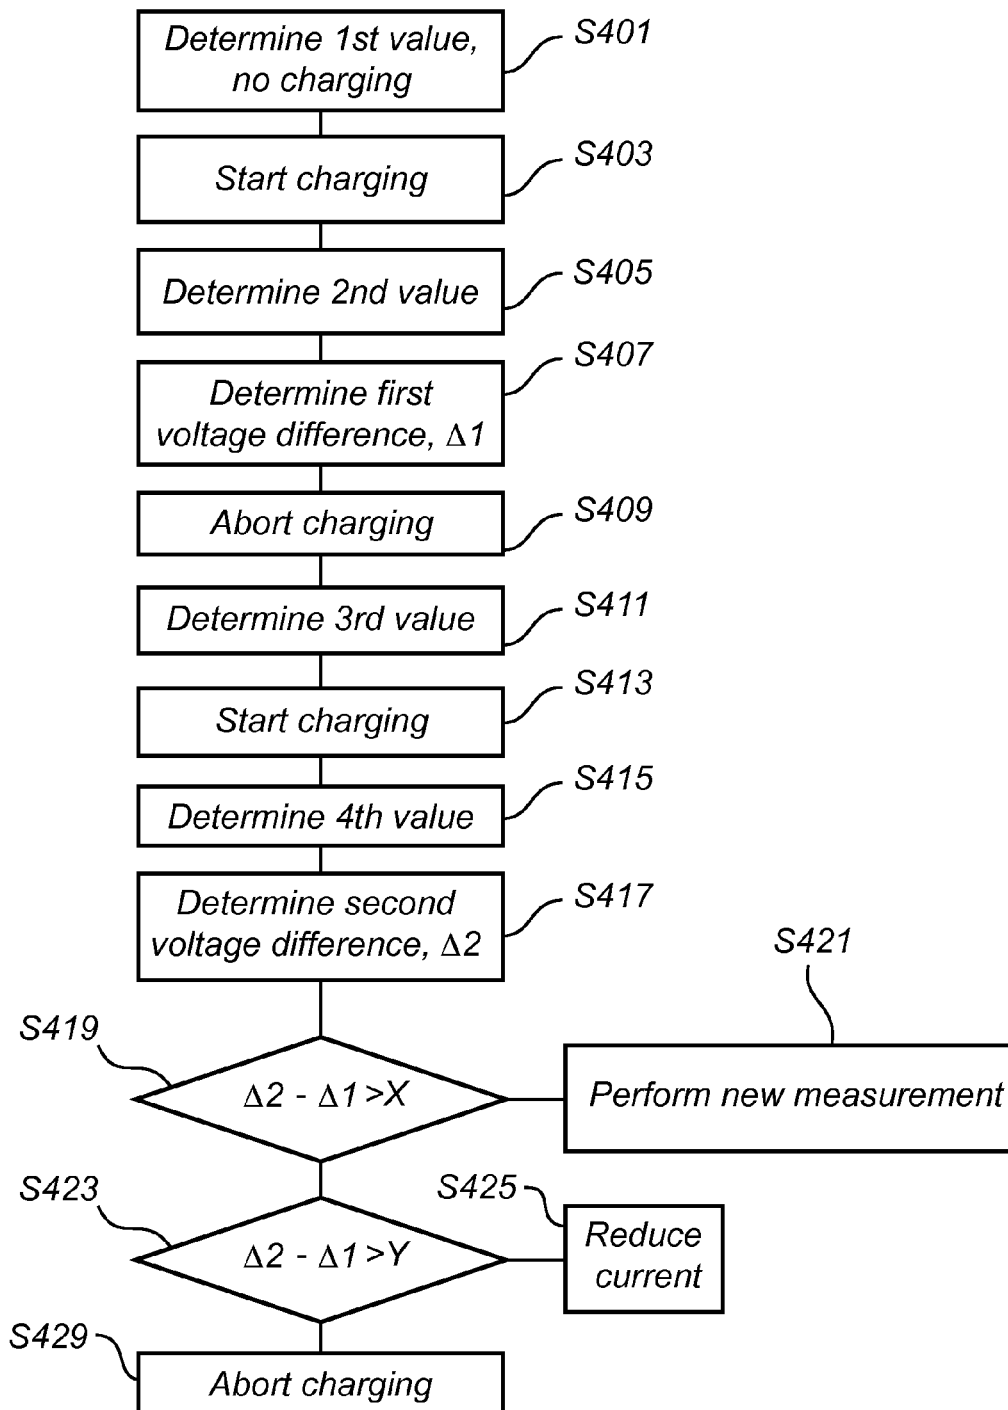 Determine 1st value,
no charging
S401
Start charging
S403
Determine 2nd value
S405
Determine first
voltage difference, Δ1
S407
Abort charging
S409
Determine 3rd value
S411
Start charging
S413
Determine 4th value
S415
Determine second
voltage difference, Δ2
S417
S419
Δ2 - Δ1 >X
S421
Perform new measurement
S423
Δ2 - Δ1 >Y
S425
Reduce
current
S429
Abort charging